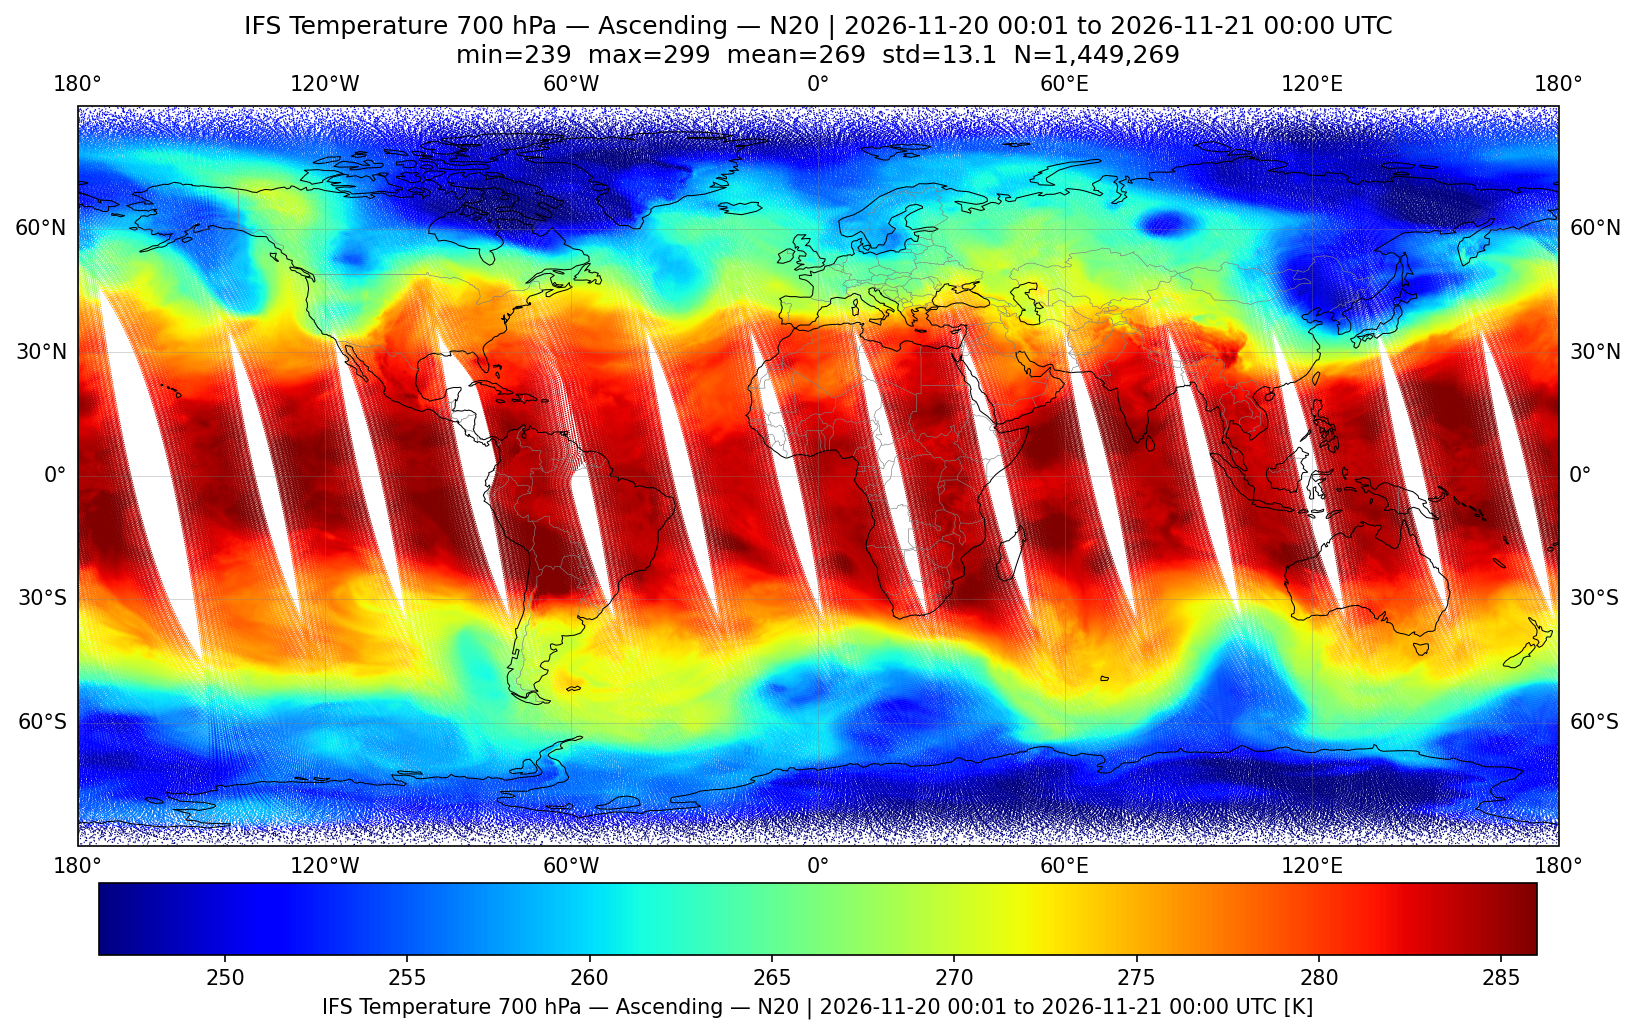 IFS Temperature 700 hPa — Ascending — N20 | 2026-11-20 00:01 to 2026-11-21 00:00 UTC
min=239 max=299 mean=269 std=13.1 N=1,449,269
180° 120°W 60°W 0° 60°E 120°E 180°
60°N 60°N
30°N 30°N
0° 0°
30°S 30°S
60°S 60°S
180° 120°W 60°W 0° 60°E 120°E 180°
250 255 260 265 270 275 280 285
IFS Temperature 700 hPa — Ascending — N20 | 2026-11-20 00:01 to 2026-11-21 00:00 UTC [K]